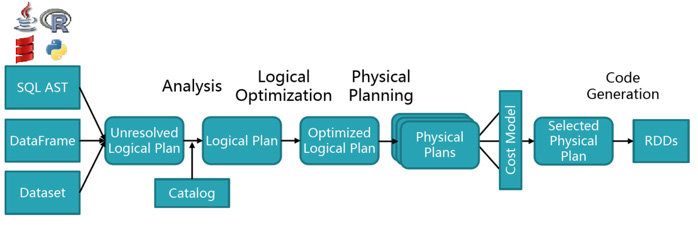 R
SQL AST
DataFrame
Dataset
Unresolved
Logical Plan
Analysis
Catalog
Logical Plan
Logical
Optimization
Optimized
Logical Plan
Physical
Planning
Physical
Plans
Cost Model
Selected
Physical
Plan
Code
Generation
RDDs